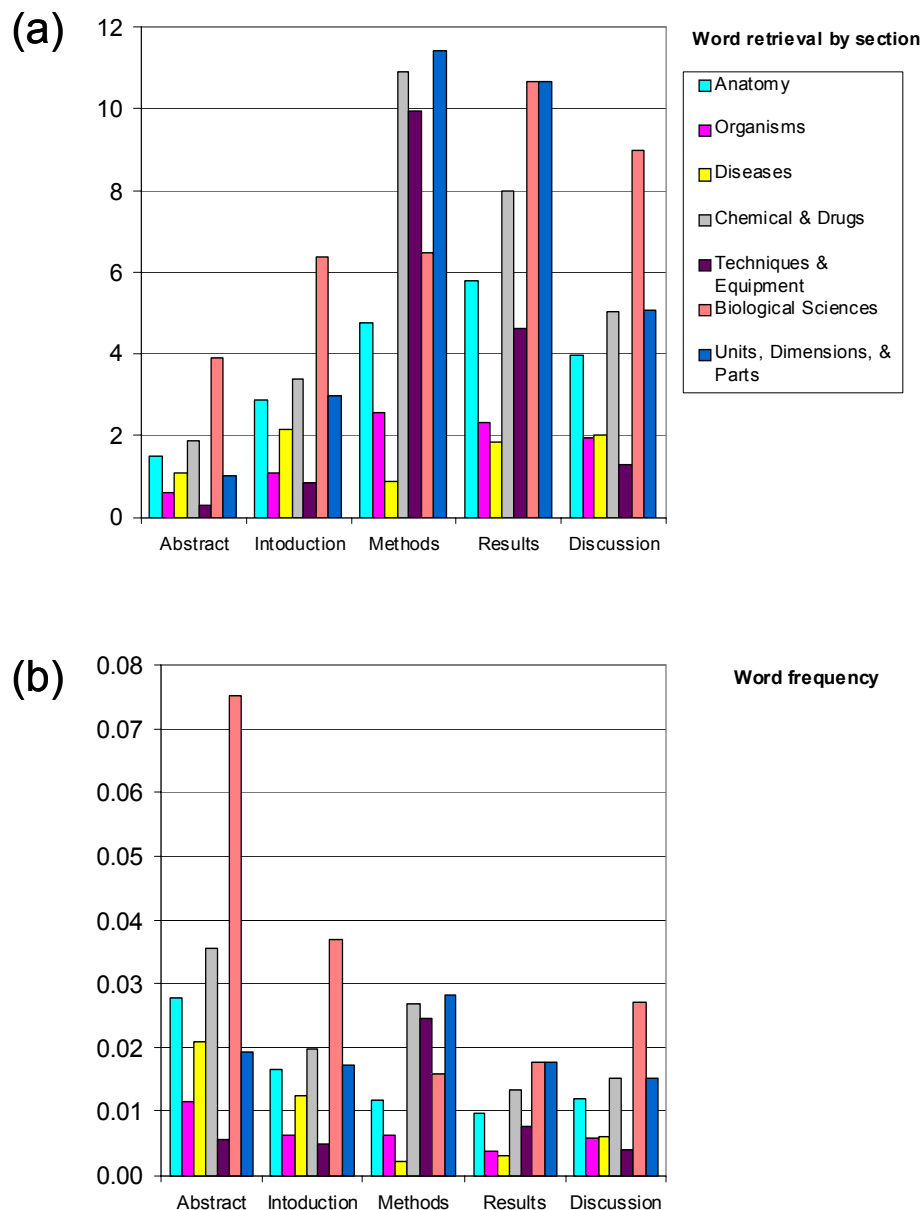 (a)
Word retrieval by section
12
10
8
6
4
2
0
Abstract Intoduction Methods Results Discussion
Anatomy
Organisms
Diseases
Chemical & Drugs
Techniques &
Equipment
Biological Sciences
Units, Dimensions, &
Parts
(b)
Word frequency
0.08
0.07
0.06
0.05
0.04
0.03
0.02
0.01
0.00
Abstract Intoduction Methods Results Discussion